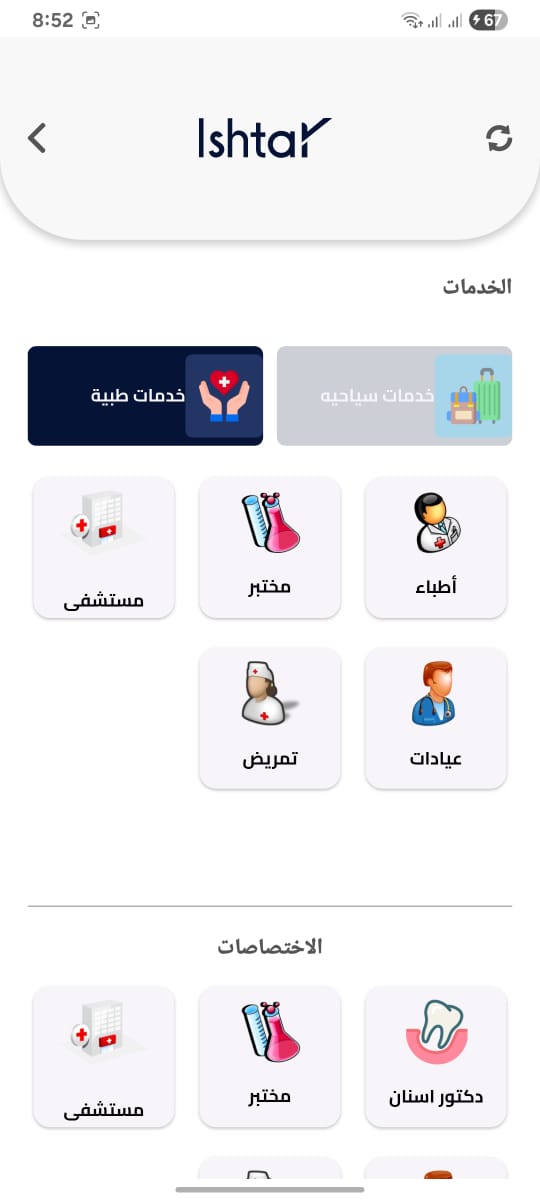 8:52
67
Ishtar
الخدمات
خدمات سياحيه
خدمات طبية
أطباء
مختبر
مستشفى
عيادات
تمريض
الاختصاصات
دكتور اسنان
مختبر
مستشفى